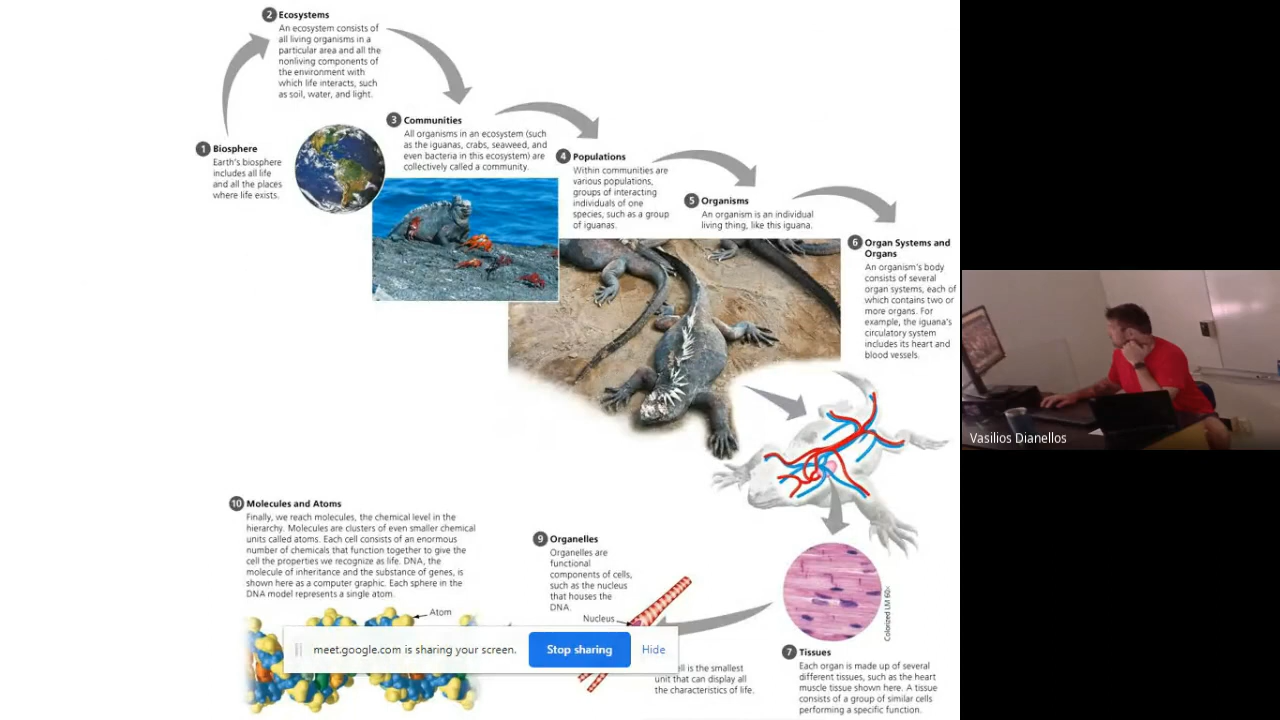 2 Ecosystems
An ecosystem consists of
all living organisms in a
particular area and all the
nonliving components of
the environment with
which life interacts, such
as soil, water, and light.
3 Communities
All organisms in an ecosystem (such
as the iguanas, crabs, seaweed, and
even bacteria in this ecosystem) are
collectively called a community.
1 Biosphere
Earth's biosphere
includes all life
and all the places
where life exists.
4 Populations
Within communities are
various populations,
groups of interacting
individuals of one
species, such as a group
of iguanas.
5 Organisms
An organism is an individual
living thing, like this iguana.
6 Organ Systems and
Organs
An organism's body
consists of several
organ systems, each of
which contains two or
more organs. For
example, the iguana's
circulatory system
includes its heart and
blood vessels.
Vasilios Dianellos
10 Molecules and Atoms
Finally, we reach molecules, the chemical level in the
hierarchy. Molecules are clusters of even smaller chemical
units called atoms. Each cell consists of an enormous
number of chemicals that function together to give the
cell the properties we recognize as life. DNA, the
molecule of inheritance and the substance of genes, is
shown here as a computer graphic. Each sphere in the
DNA model represents a single atom.
Atom
9 Organelles
Organelles are
functional
components of cells,
such as the nucleus
that houses the
DNA.
Nucleus
Colorized LM 60×
meet.google.com is sharing your screen.
Stop sharing
Hide
ell is the smallest
unit that can display all
the characteristics of life.
7 Tissues
Each organ is made up of several
different tissues, such as the heart
muscle tissue shown here. A tissue
consists of a group of similar cells
performing a specific function.